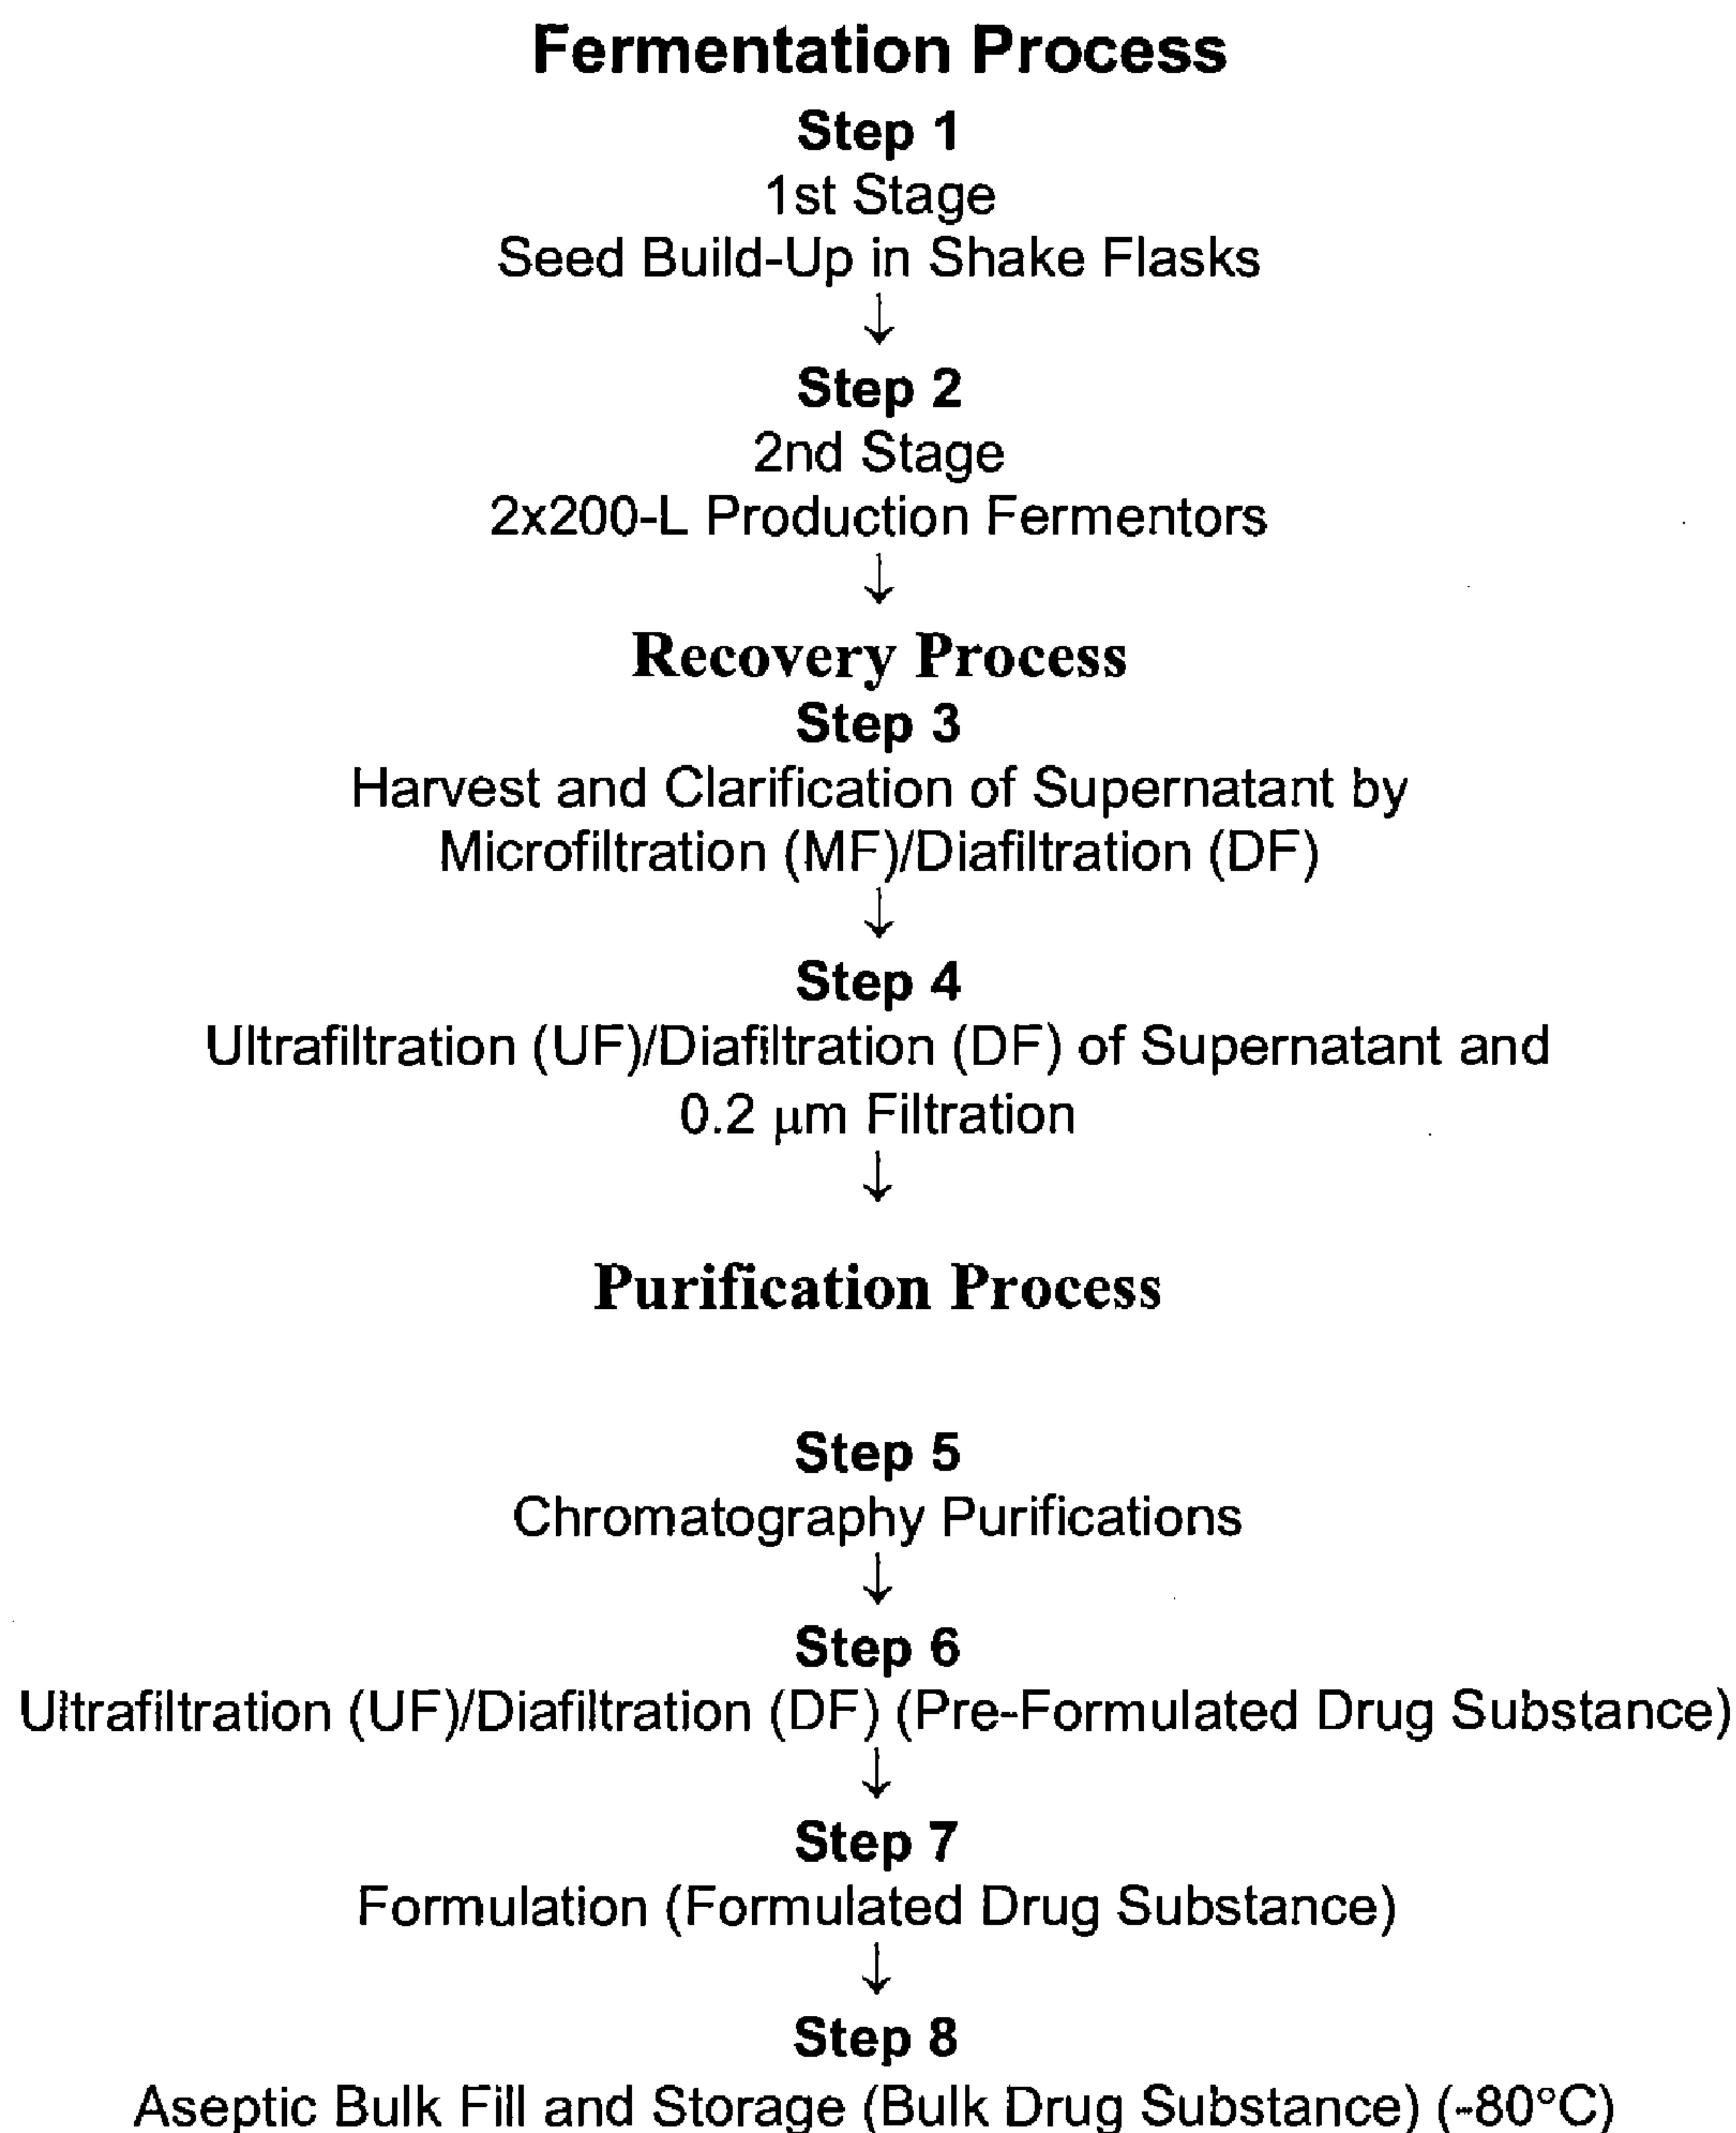 Fermentation Process
Step 1
1st Stage
Seed Build-Up in Shake Flasks
↓
Step 2
2nd Stage
2x200-L Production Fermentors
↓
Recovery Process
Step 3
Harvest and Clarification of Supernatant by
Microfiltration (MF)/Diafiltration (DF)
↓
Step 4
Ultrafiltration (UF)/Diafiltration (DF) of Supernatant and
0.2 μm Filtration
↓
Purification Process
Step 5
Chromatography Purifications
↓
Step 6
Ultrafiltration (UF)/Diafiltration (DF) (Pre-Formulated Drug Substance)
↓
Step 7
Formulation (Formulated Drug Substance)
↓
Step 8
Aseptic Bulk Fill and Storage (Bulk Drug Substance) (-80°C)